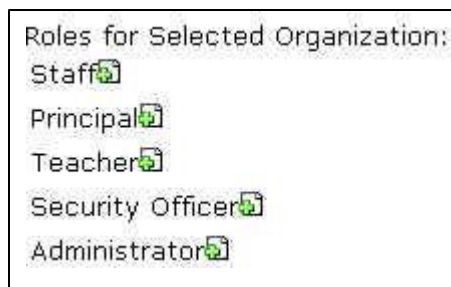 Roles for Selected Organization:
Staff
Principal
Teacher
Security Officer
Administrator